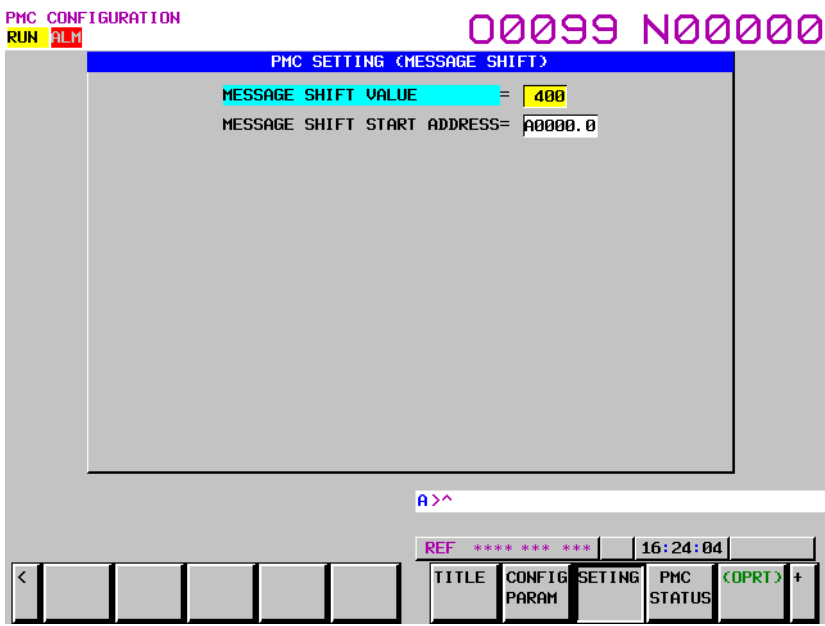 PMC CONFIGURATION
RUN ALM
O0099 N00000
PMC SETTING (MESSAGE SHIFT)
MESSAGE SHIFT VALUE = 400
MESSAGE SHIFT START ADDRESS= A0000.0
A>^
REF **** *** *** 16:24:04
< TITLE CONFIG PARAM SETING PMC STATUS (OPRT) +